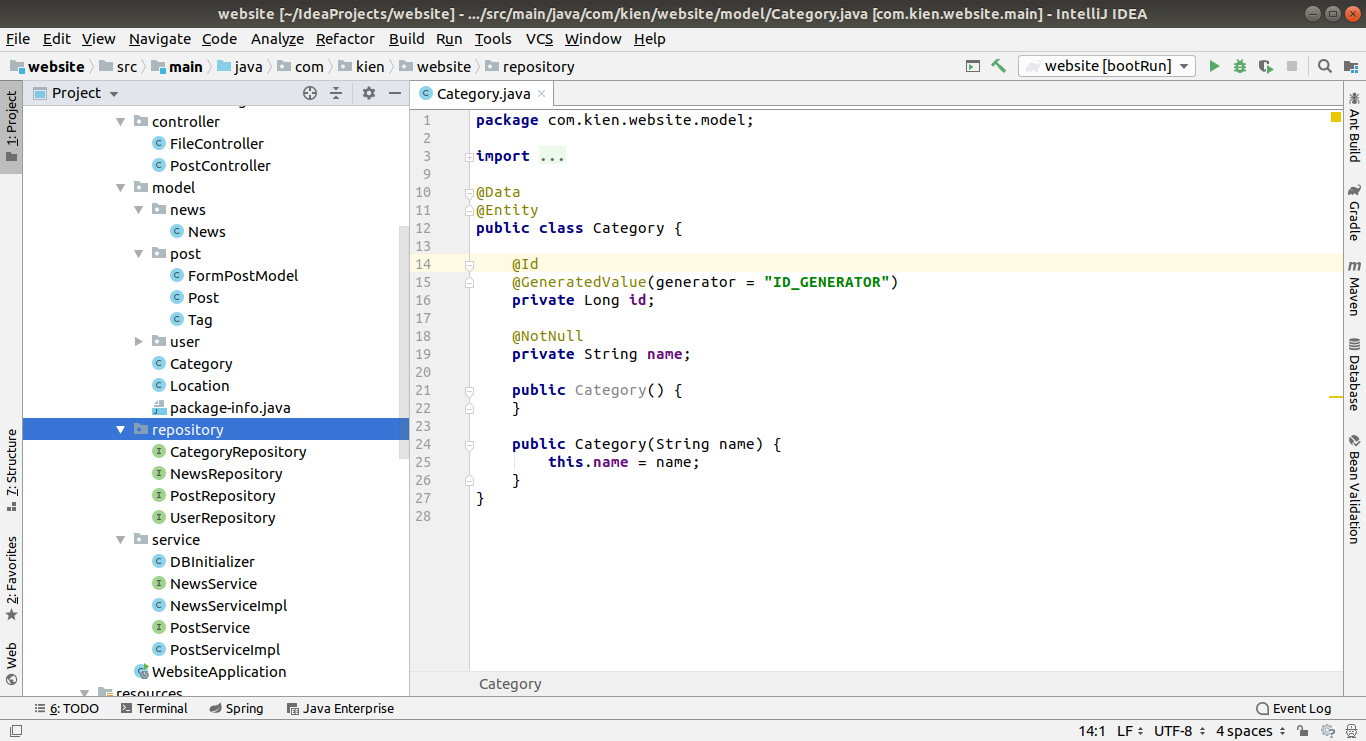 website [~/IdeaProjects/website] - .../src/main/java/com/kien/website/model/Category.java [com.kien.website.main] - IntelliJ IDEA
File Edit View Navigate Code Analyze Refactor Build Run Tools VCS Window Help
website src main java com kien website repository
website [bootRun]
1: Project
7: Structure
2: Favorites
Web
Project
controller
FileController
PostController
model
news
News
post
FormPostModel
Post
Tag
user
Category
Location
package-info.java
repository
CategoryRepository
NewsRepository
PostRepository
UserRepository
service
DBInitializer
NewsService
NewsServiceImpl
PostService
PostServiceImpl
WebsiteApplication
resources
Category.java
1 package com.kien.website.model;
2
3 import ...
9
10 @Data
11 @Entity
12 public class Category {
13
14 @Id
15 @GeneratedValue(generator = "ID_GENERATOR")
16 private Long id;
17
18 @NotNull
19 private String name;
20
21 public Category() {
22 }
23
24 public Category(String name) {
25 this.name = name;
26 }
27 }
28
Category
Ant Build
Gradle
Maven
Database
Bean Validation
6: TODO Terminal Spring Java Enterprise Event Log
14:1 LF UTF-8 4 spaces